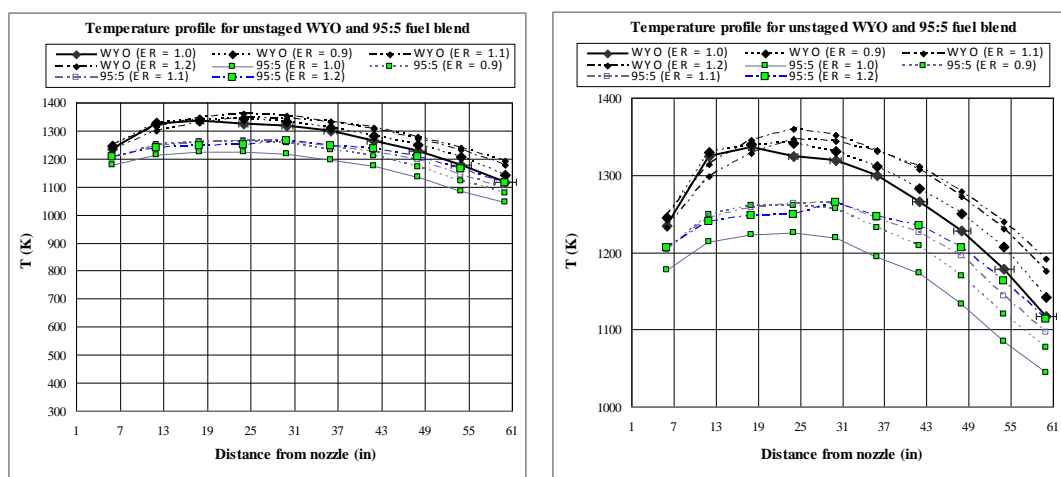 Temperature profile for unstaged WYO and 95:5 fuel blend
WYO (ER = 1.0) WYO (ER = 0.9) WYO (ER = 1.1)
WYO (ER = 1.2) 95:5 (ER = 1.0) 95:5 (ER = 0.9)
95:5 (ER = 1.1) 95:5 (ER = 1.2)
1400
1300
1200
1100
1000
900
800
700
600
500
400
300
T (K)
1 7 13 19 25 31 37 43 49 55 61
Distance from nozzle (in)
Temperature profile for unstaged WYO and 95:5 fuel blend
WYO (ER = 1.0) WYO (ER = 0.9) WYO (ER = 1.1)
WYO (ER = 1.2) 95:5 (ER = 1.0) 95:5 (ER = 0.9)
95:5 (ER = 1.1) 95:5 (ER = 1.2)
1400
1300
1200
1100
1000
T (K)
1 7 13 19 25 31 37 43 49 55 61
Distance from nozzle (in)